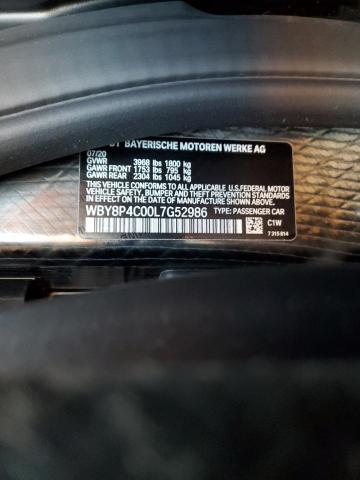 BAYERISCHE MOTOREN WERKE AG
07/20
GVWR 3968 lbs 1800 kg
GAWR FRONT 1753 lbs 795 kg
GAWR REAR 2304 lbs 1045 kg
THIS VEHICLE CONFORMS TO ALL APPLICABLE U.S.FEDERAL MOTOR
VEHICLE SAFETY, BUMPER AND THEFT PREVENTION STANDARDS IN
EFFECT ON THE DATE OF MANUFACTURE SHOWN ABOVE.
WBY8P4C00L7G52986 TYPE: PASSENGER CAR
C1W
7 315 814